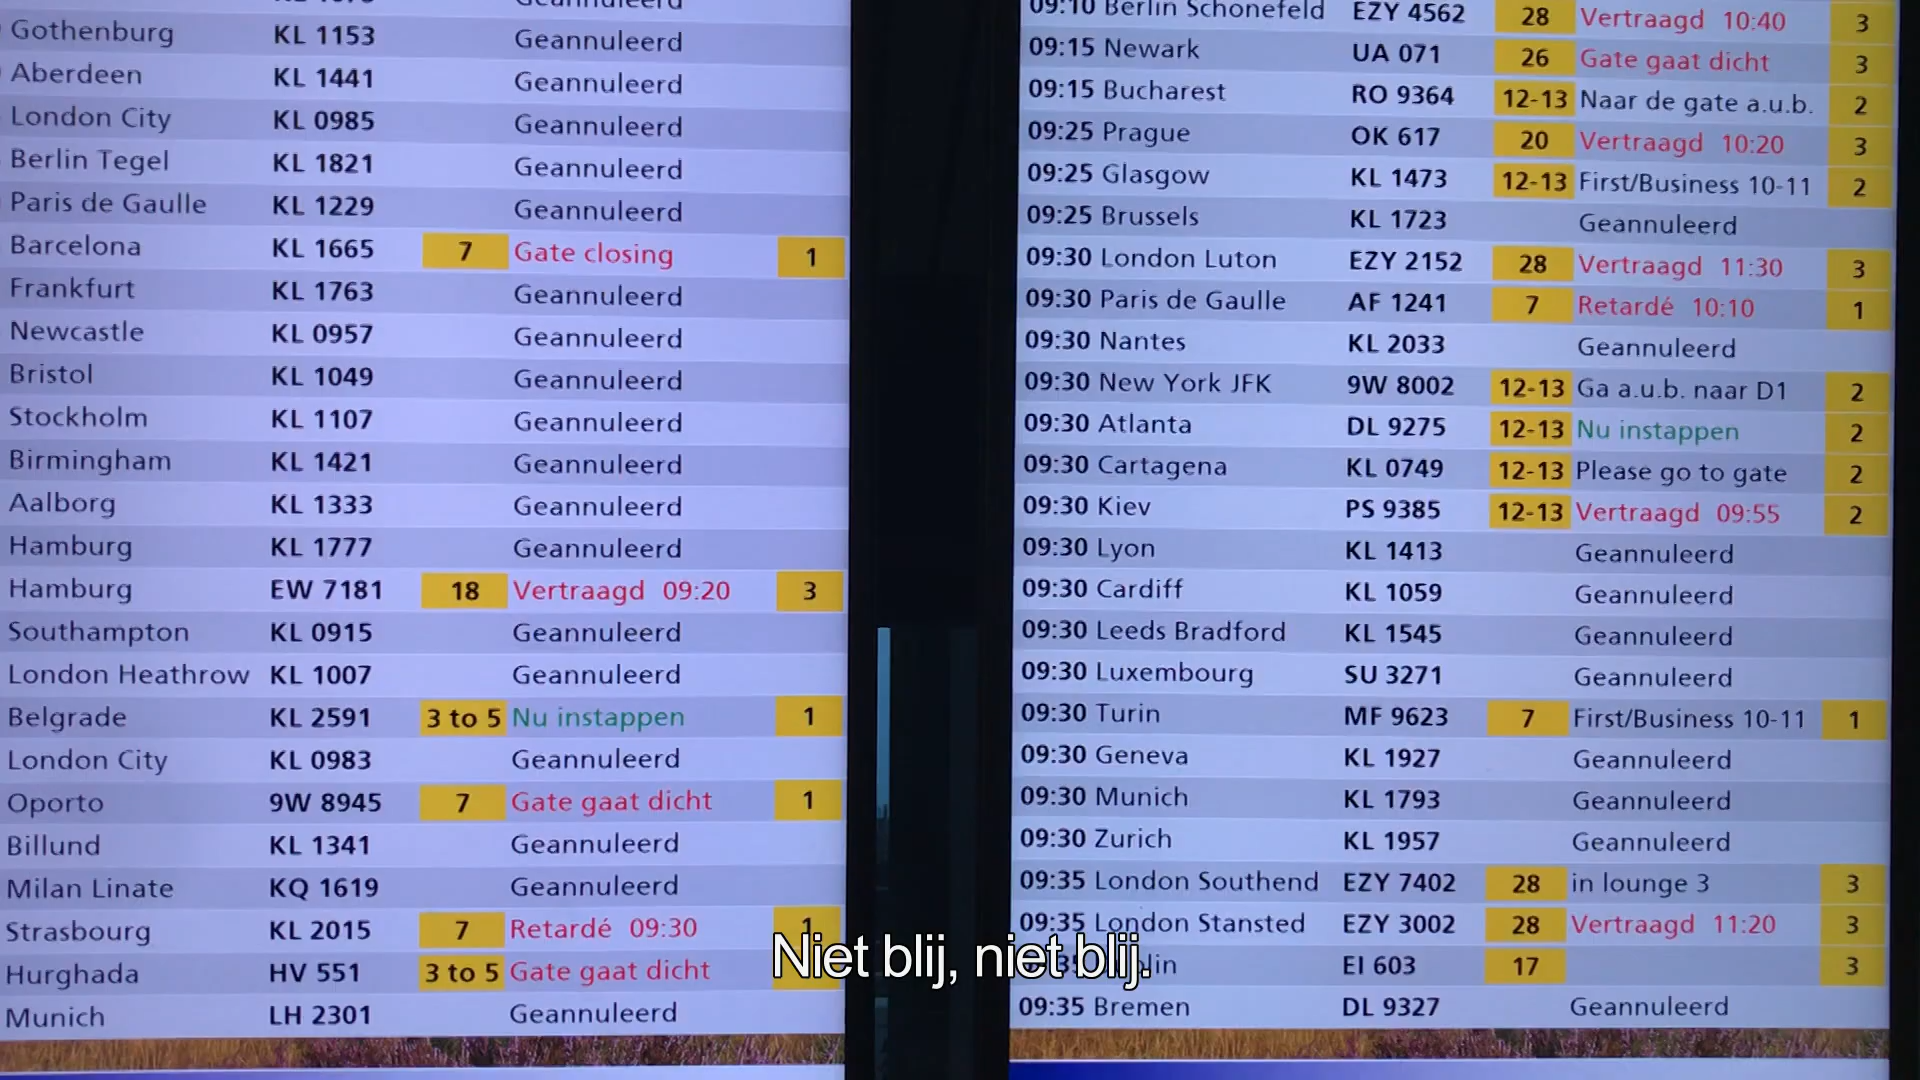 Geannuleerd
Gothenburg KL 1153 Geannuleerd
Aberdeen KL 1441 Geannuleerd
London City KL 0985 Geannuleerd
Berlin Tegel KL 1821 Geannuleerd
Paris de Gaulle KL 1229 Geannuleerd
Barcelona KL 1665 7 Gate closing 1
Frankfurt KL 1763 Geannuleerd
Newcastle KL 0957 Geannuleerd
Bristol KL 1049 Geannuleerd
Stockholm KL 1107 Geannuleerd
Birmingham KL 1421 Geannuleerd
Aalborg KL 1333 Geannuleerd
Hamburg KL 1777 Geannuleerd
Hamburg EW 7181 18 Vertraagd 09:20 3
Southampton KL 0915 Geannuleerd
London Heathrow KL 1007 Geannuleerd
Belgrade KL 2591 3 to 5 Nu instappen 1
London City KL 0983 Geannuleerd
Oporto 9W 8945 7 Gate gaat dicht 1
Billund KL 1341 Geannuleerd
Milan Linate KQ 1619 Geannuleerd
Strasbourg KL 2015 7 Retardé 09:30 1
Hurghada HV 551 3 to 5 Gate gaat dicht
Munich LH 2301 Geannuleerd
09:10 Berlin Schonefeld EZY 4562 28 Vertraagd 10:40 3
09:15 Newark UA 071 26 Gate gaat dicht 3
09:15 Bucharest RO 9364 12-13 Naar de gate a.u.b. 2
09:25 Prague OK 617 20 Vertraagd 10:20 3
09:25 Glasgow KL 1473 12-13 First/Business 10-11 2
09:25 Brussels KL 1723 Geannuleerd
09:30 London Luton EZY 2152 28 Vertraagd 11:30 3
09:30 Paris de Gaulle AF 1241 7 Retardé 10:10 1
09:30 Nantes KL 2033 Geannuleerd
09:30 New York JFK 9W 8002 12-13 Ga a.u.b. naar D1 2
09:30 Atlanta DL 9275 12-13 Nu instappen 2
09:30 Cartagena KL 0749 12-13 Please go to gate 2
09:30 Kiev PS 9385 12-13 Vertraagd 09:55 2
09:30 Lyon KL 1413 Geannuleerd
09:30 Cardiff KL 1059 Geannuleerd
09:30 Leeds Bradford KL 1545 Geannuleerd
09:30 Luxembourg SU 3271 Geannuleerd
09:30 Turin MF 9623 7 First/Business 10-11 1
09:30 Geneva KL 1927 Geannuleerd
09:30 Munich KL 1793 Geannuleerd
09:30 Zurich KL 1957 Geannuleerd
09:35 London Southend EZY 7402 28 in lounge 3 3
09:35 London Stansted EZY 3002 28 Vertraagd 11:20 3
EI 603 17 3
09:35 Bremen DL 9327 Geannuleerd
Niet blij, niet blij.